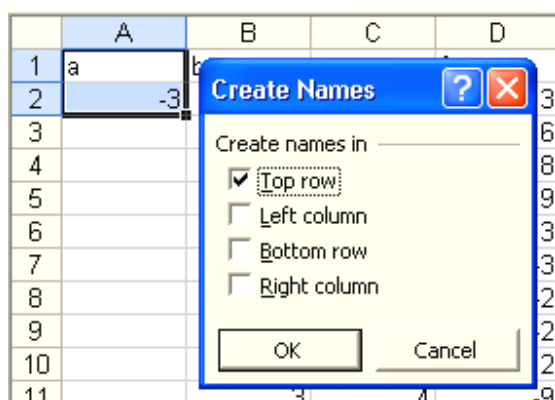 A B C D
1 a
2 -3 3
3 6
4 8
5 9
6 3
7 -3
8 -2
9 -2
10 2
11 3 4 -9
Create Names
Create names in
Top row
Left column
Bottom row
Right column
OK Cancel